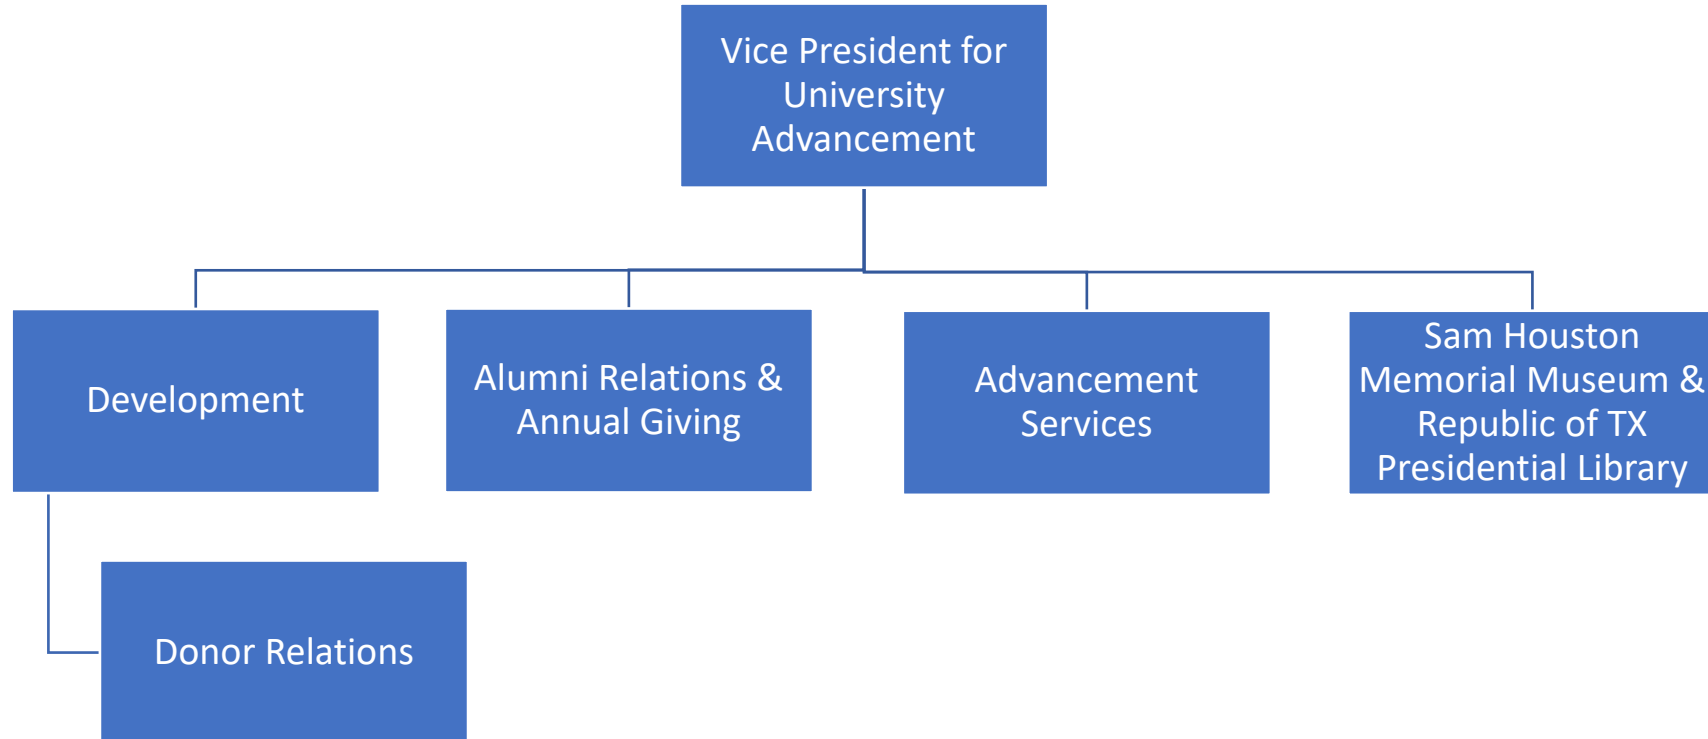 Vice President for
University
Advancement
Development
Alumni Relations &
Annual Giving
Advancement
Services
Sam Houston
Memorial Museum &
Republic of TX
Presidential Library
Donor Relations